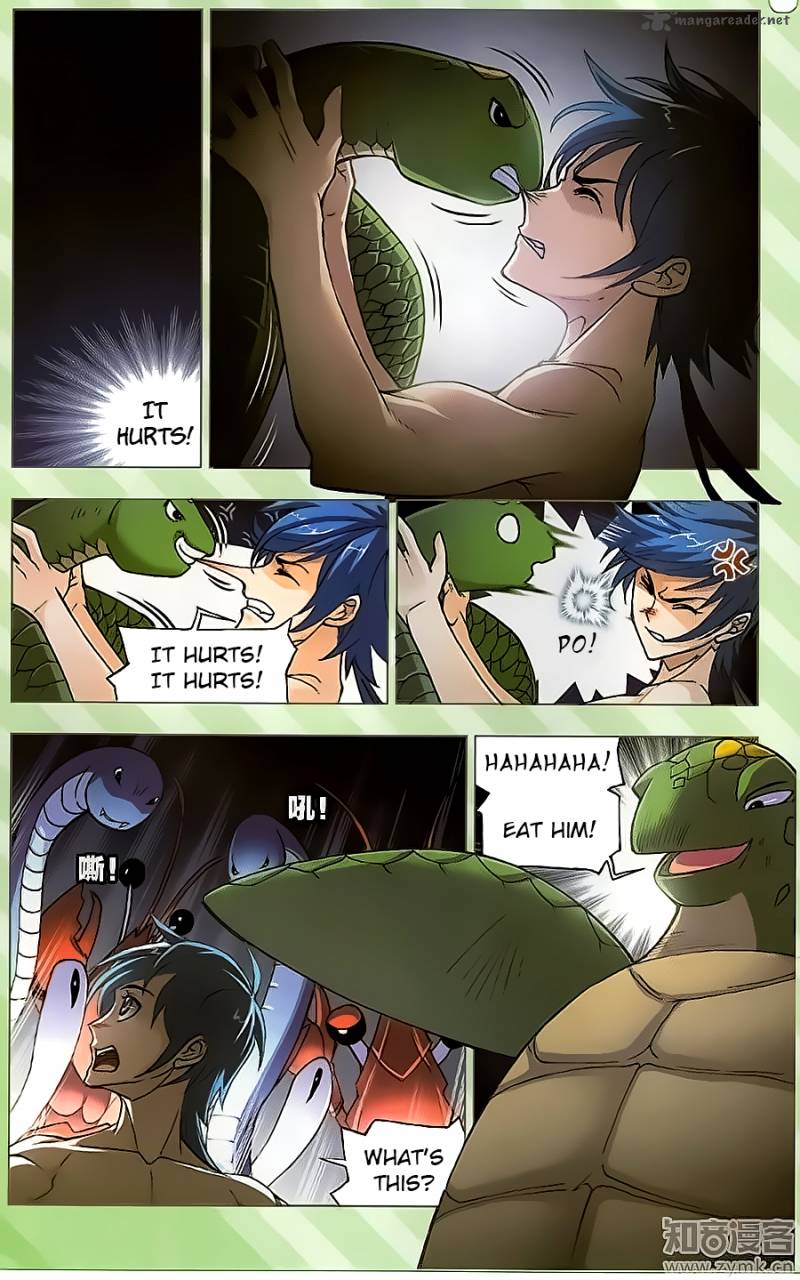 mangareader.net
IT
HURTS!
IT HURTS!
IT HURTS!
PO!
HAHAHAHA!
EAT HIM!
吼!
嘶!
WHAT'S
THIS?
知音漫客
www.zymk.cn